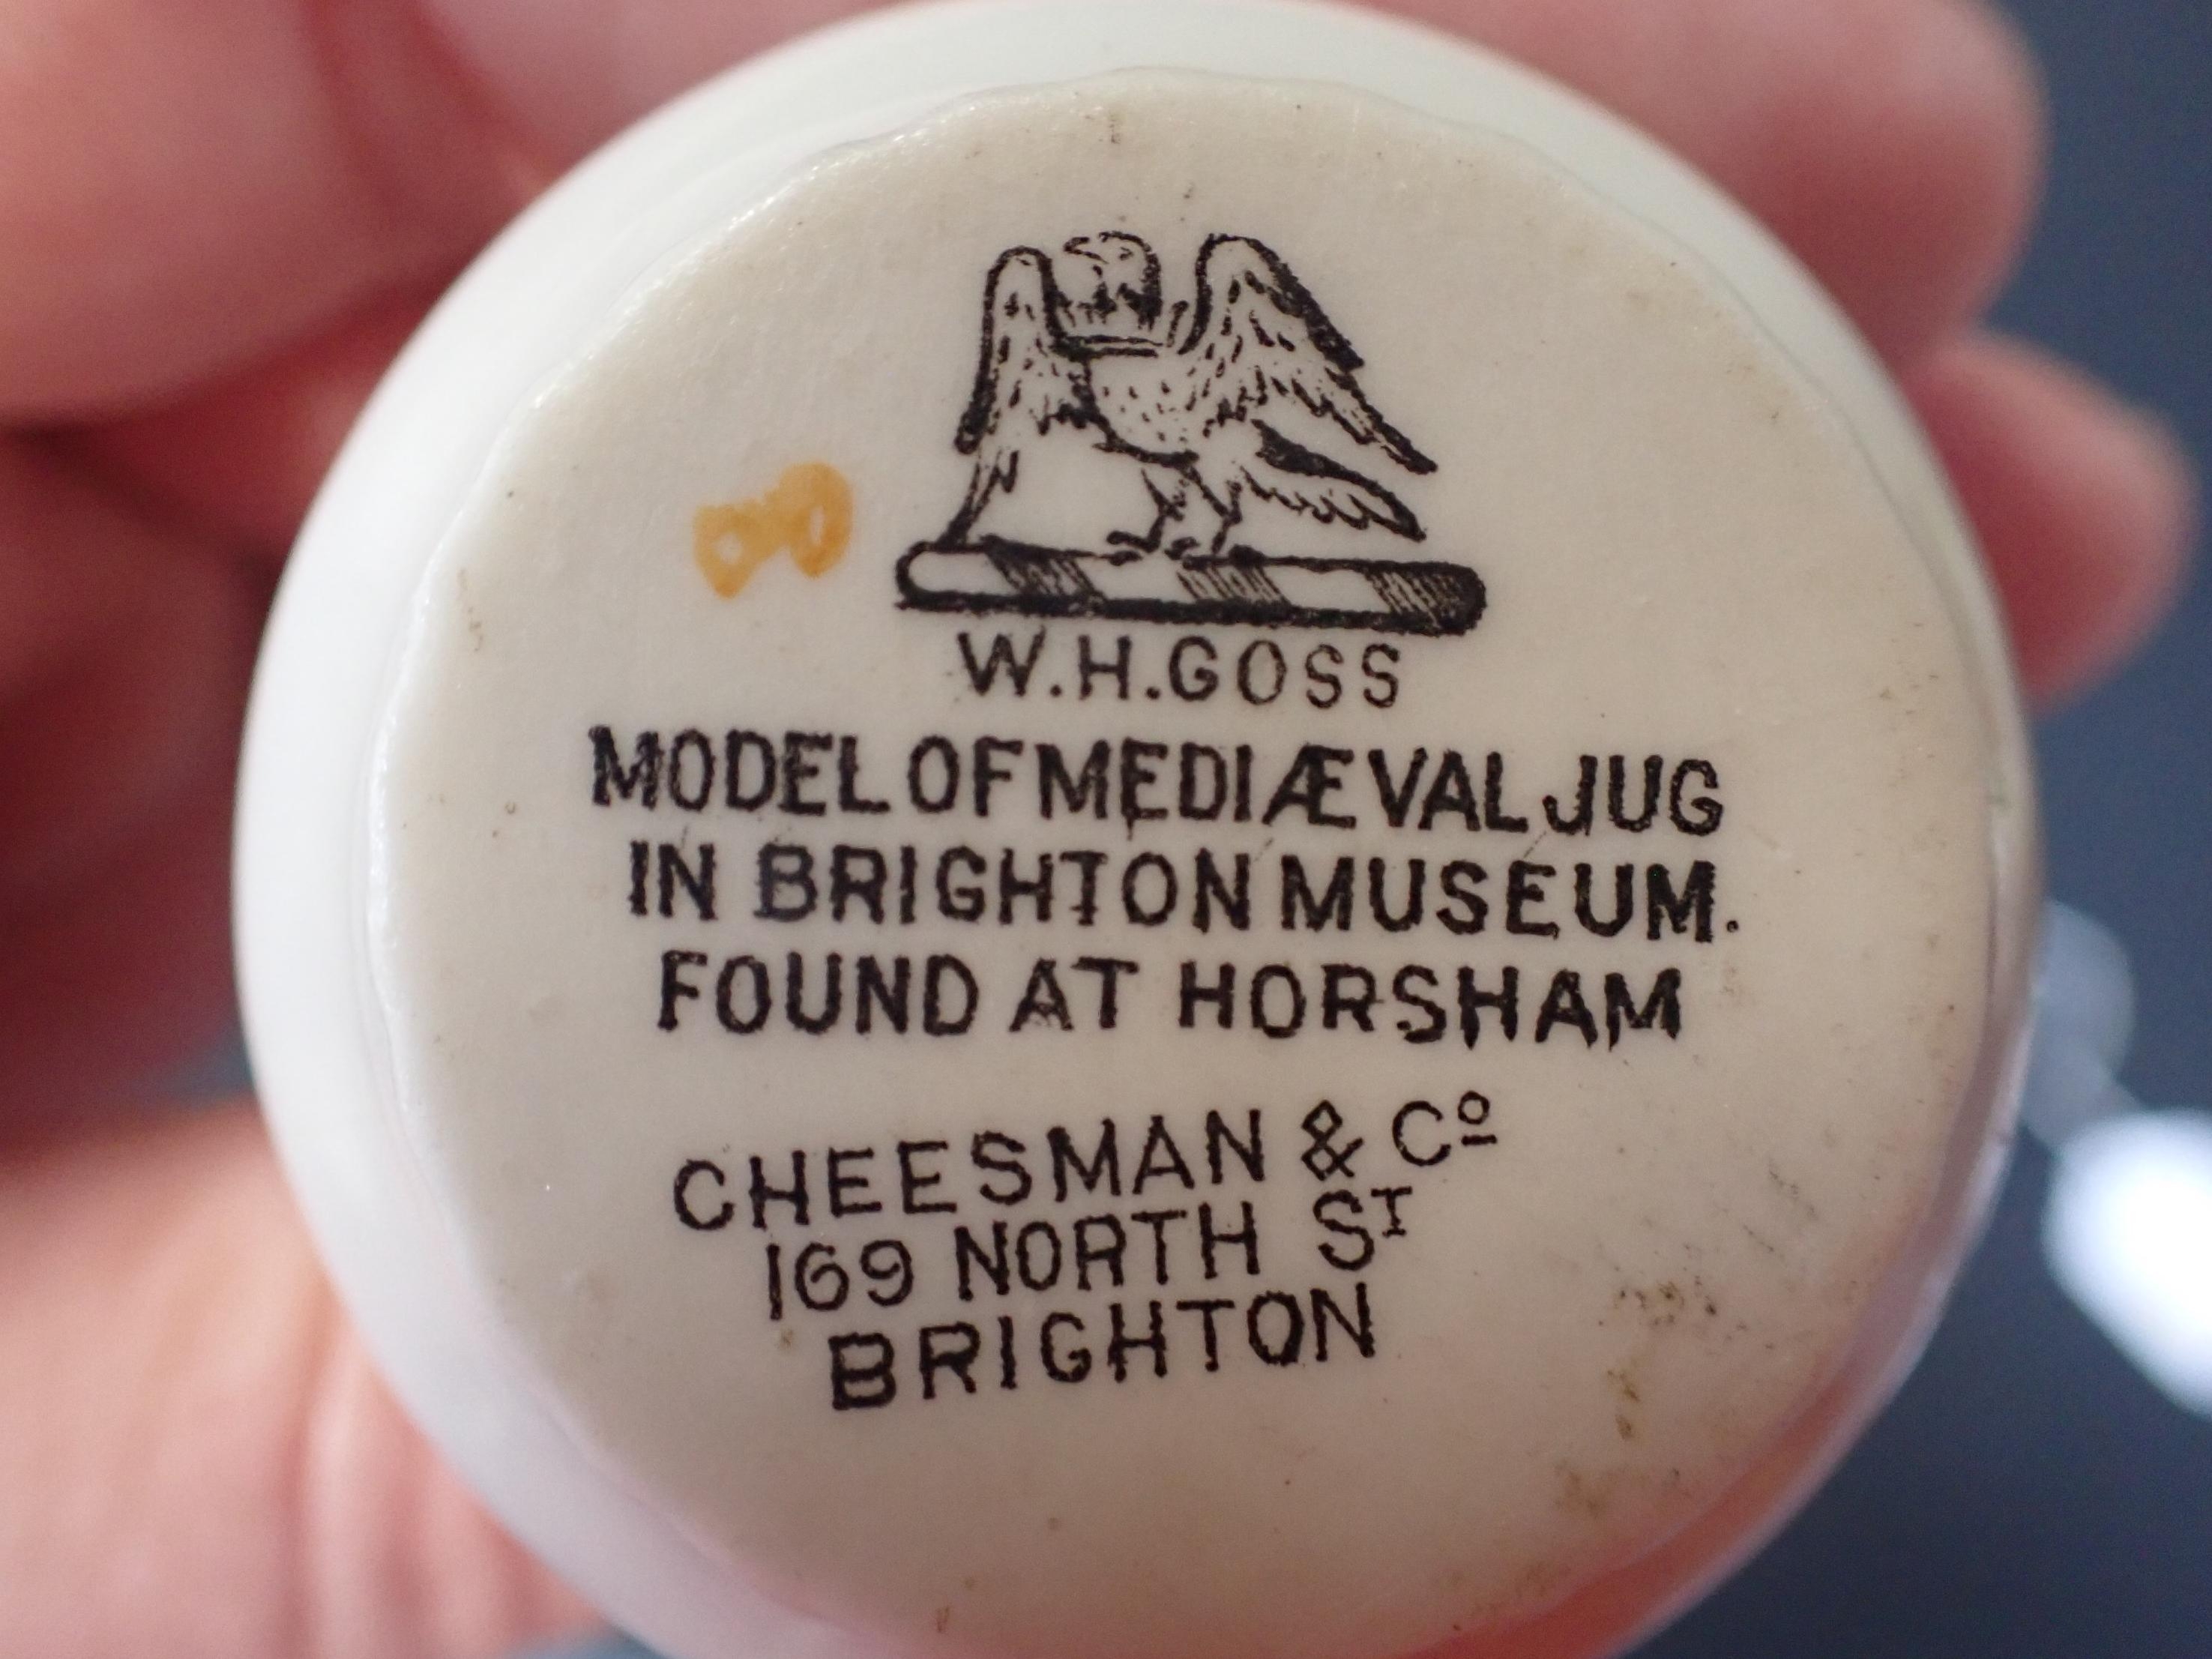 W.H.GOSS
MODEL OF MEDIÆVAL JUG
IN BRIGHTON MUSEUM.
FOUND AT HORSHAM
CHEESMAN & Cº
169 NORTH ST
BRIGHTON